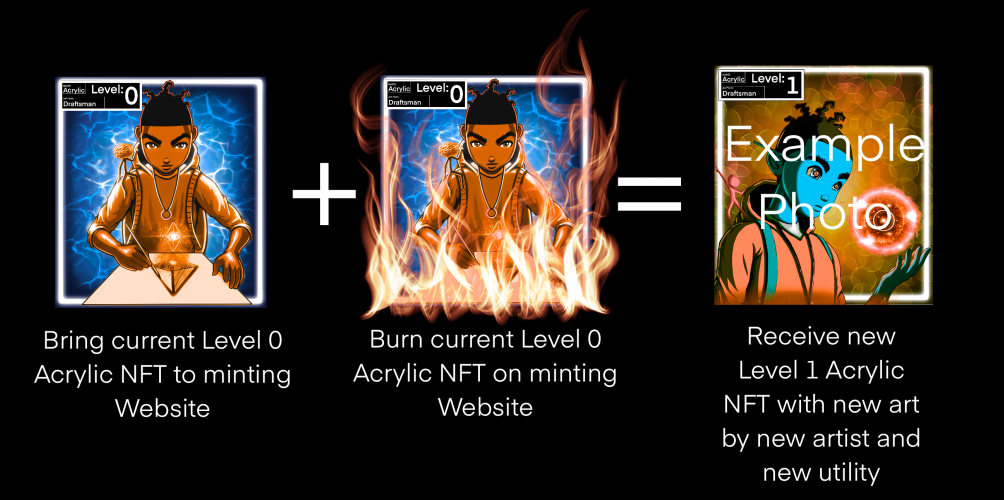 Acrylic
Level: 0
Draftsman
Acrylic
Level: 0
Draftsman
Acrylic
Level: 1
Draftsman
Example
Photo
+
=
Bring current Level 0
Acrylic NFT to minting
Website
Burn current Level 0
Acrylic NFT on minting
Website
Receive new
Level 1 Acrylic
NFT with new art
by new artist and
new utility